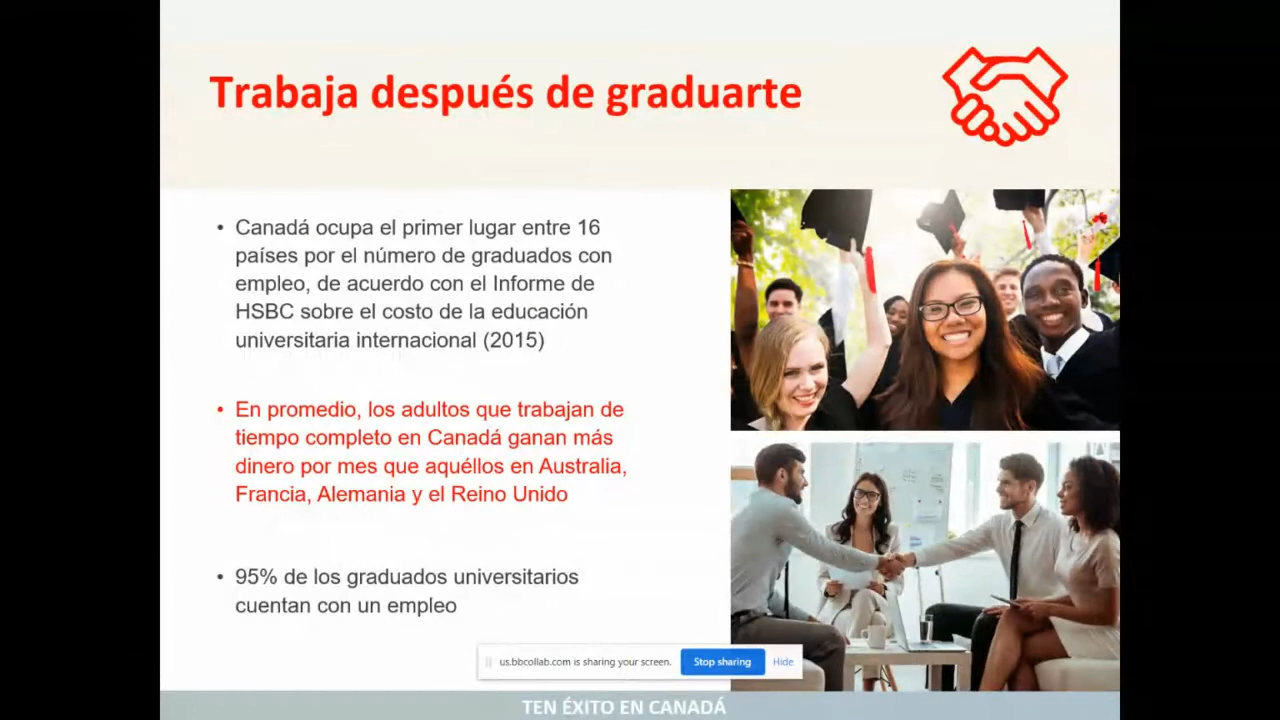 Trabaja después de graduarte
• Canadá ocupa el primer lugar entre 16
países por el número de graduados con
empleo, de acuerdo con el Informe de
HSBC sobre el costo de la educación
universitaria internacional (2015)
• En promedio, los adultos que trabajan de
tiempo completo en Canadá ganan más
dinero por mes que aquéllos en Australia,
Francia, Alemania y el Reino Unido
• 95% de los graduados universitarios
cuentan con un empleo
us.bbcollab.com is sharing your screen. Stop sharing Hide
TEN ÉXITO EN CANADÁ